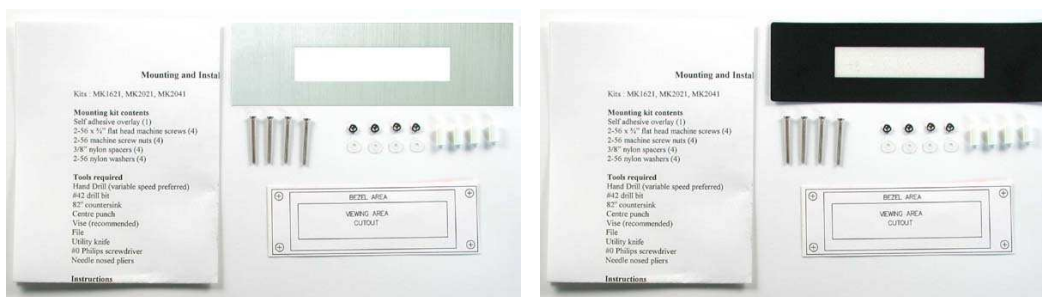 Mounting and Instal
Kits : MK1621, MK2021, MK2041
Mounting kit contents
Self adhesive overlay (1)
2-56 x ¾" flat head machine screws (4)
2-56 machine screw nuts (4)
3/8" nylon spacers (4)
2-56 nylon washers (4)
Tools required
Hand Drill (variable speed preferred)
#42 drill bit
82° countersink
Centre punch
Vise (recommended)
File
Utility knife
#0 Philips screwdriver
Needle nosed pliers
Instructions
BEZEL AREA
VIEWING AREA
CUTOUT
Mounting and Instal
Kits : MK1621, MK2021, MK2041
Mounting kit contents
Self adhesive overlay (1)
2-56 x ¾" flat head machine screws (4)
2-56 machine screw nuts (4)
3/8" nylon spacers (4)
2-56 nylon washers (4)
Tools required
Hand Drill (variable speed preferred)
#42 drill bit
82° countersink
Centre punch
Vise (recommended)
File
Utility knife
#0 Philips screwdriver
Needle nosed pliers
Instructions
BEZEL AREA
VIEWING AREA
CUTOUT